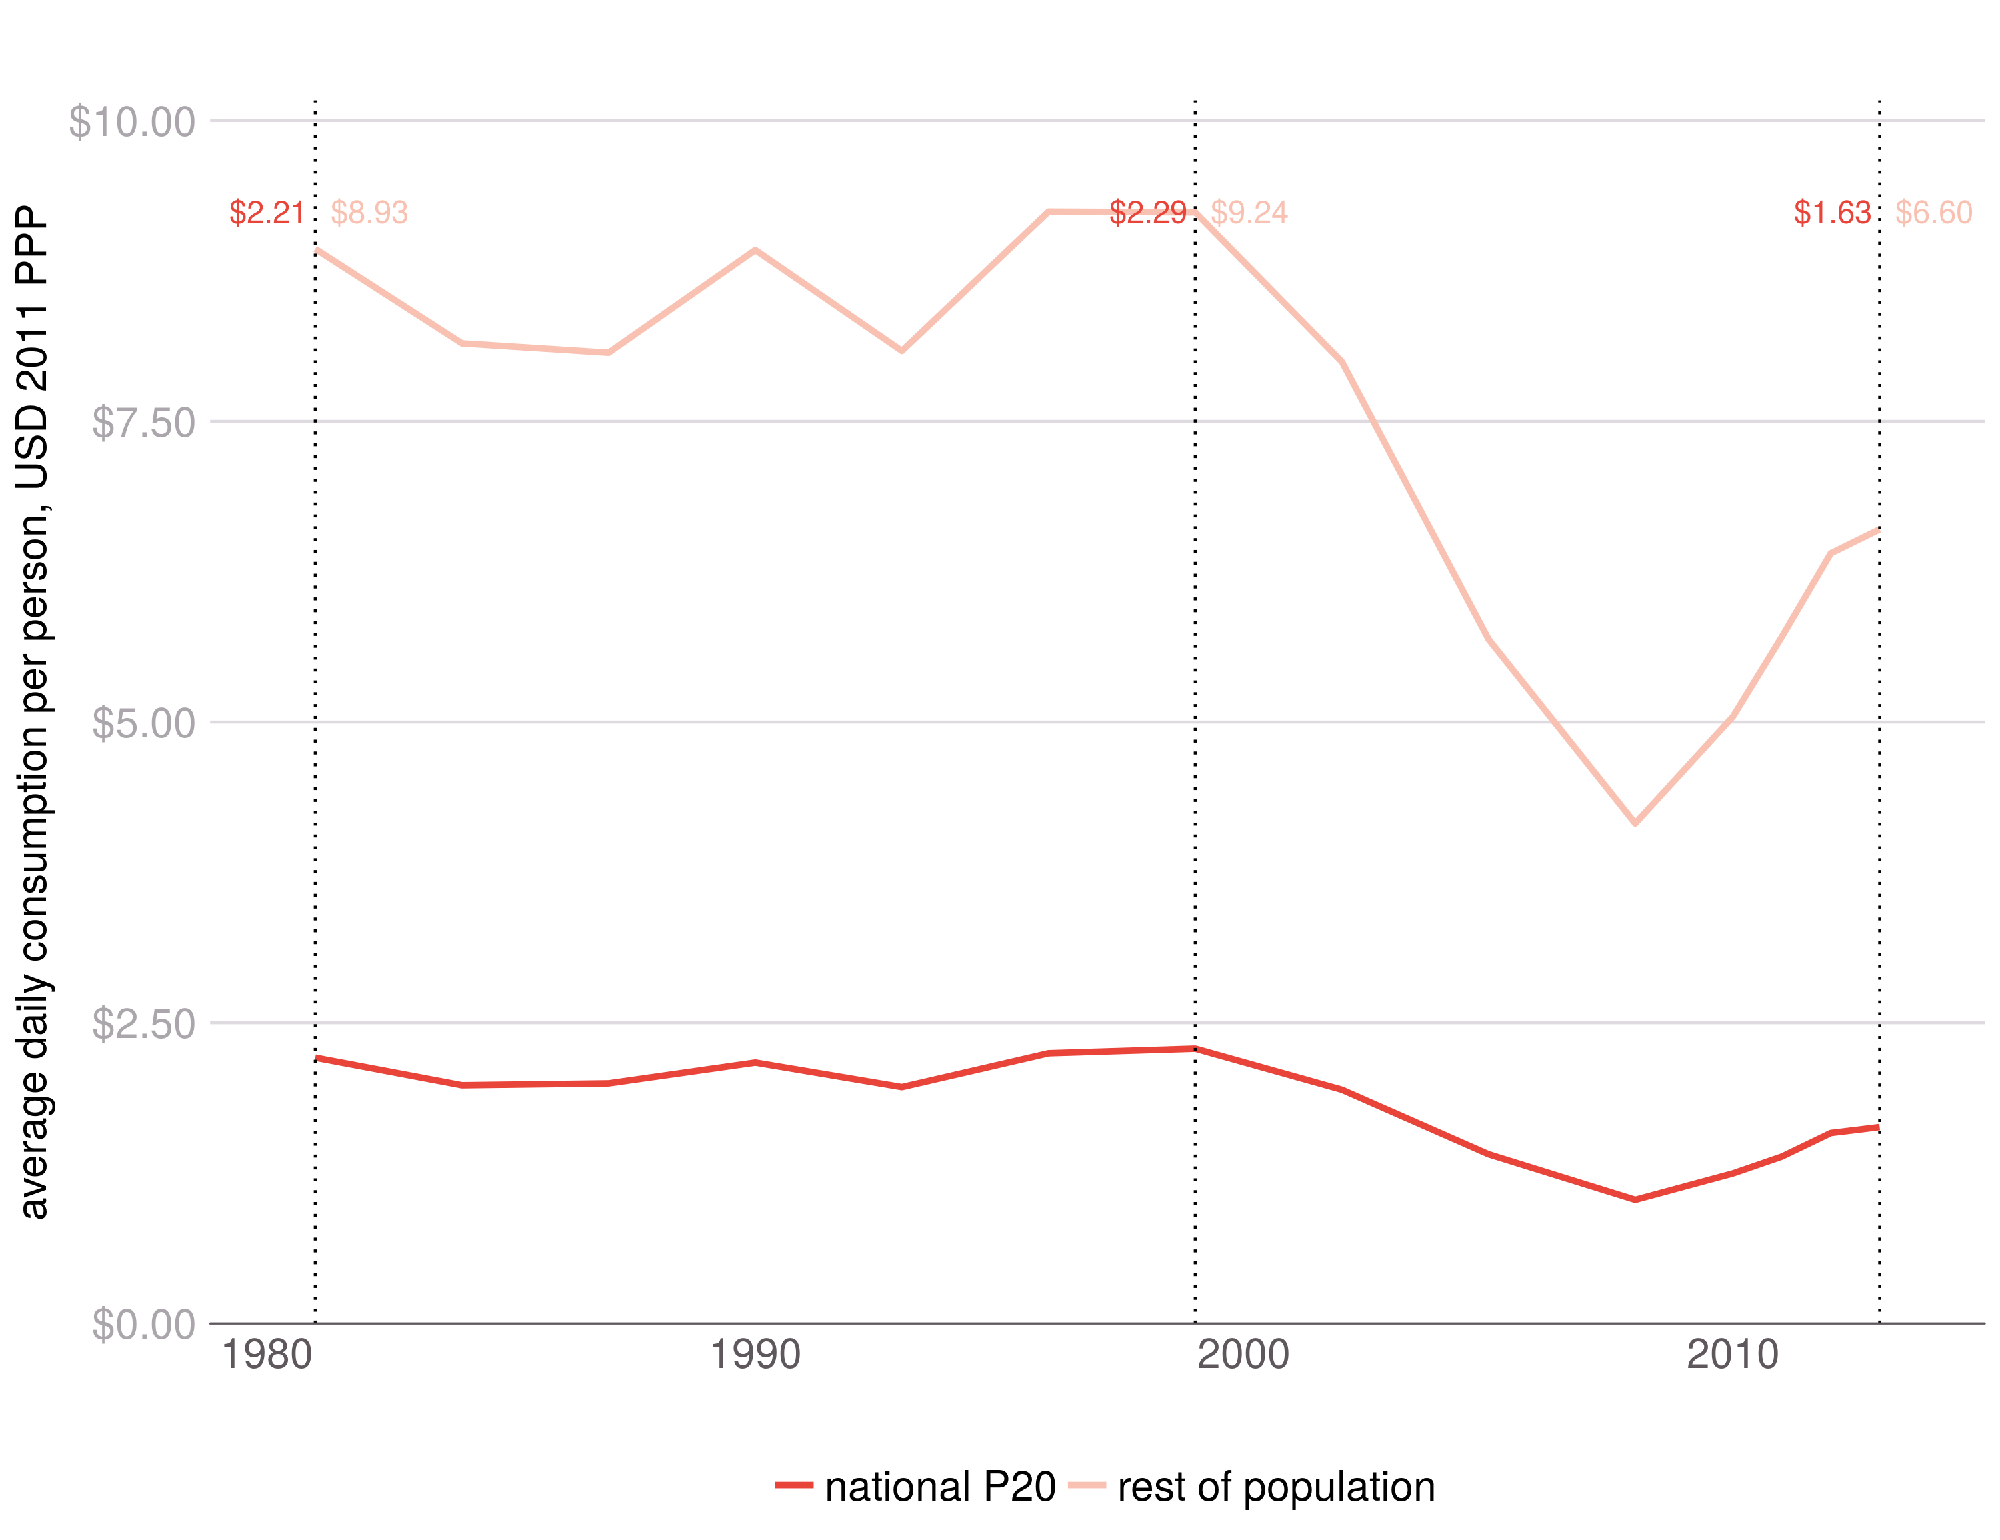 $10.00
$2.21 $8.93 $2.29 $9.24 $1.63 $6.60
$7.50
$5.00
$2.50
$0.00
average daily consumption per person, USD 2011 PPP
1980 1990 2000 2010
national P20 rest of population